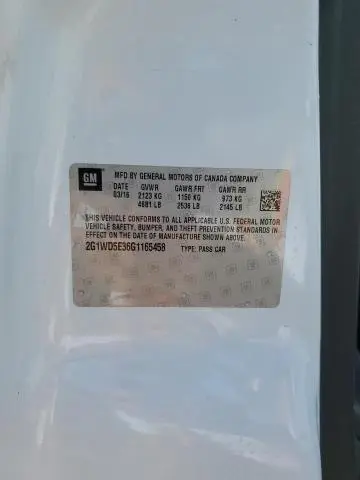 GM
MFD BY GENERAL MOTORS OF CANADA COMPANY
DATE GVWR GAWR FRT GAWR RR
03/16 2123 KG 1150 KG 973 KG
4681 LB 2536 LB 2145 LB
THIS VEHICLE CONFORMS TO ALL APPLICABLE U.S. FEDERAL MOTOR
VEHICLE SAFETY, BUMPER, AND THEFT PREVENTION STANDARDS IN
EFFECT ON THE DATE OF MANUFACTURE SHOWN ABOVE.
2G1WD5E36G1165458 TYPE: PASS CAR